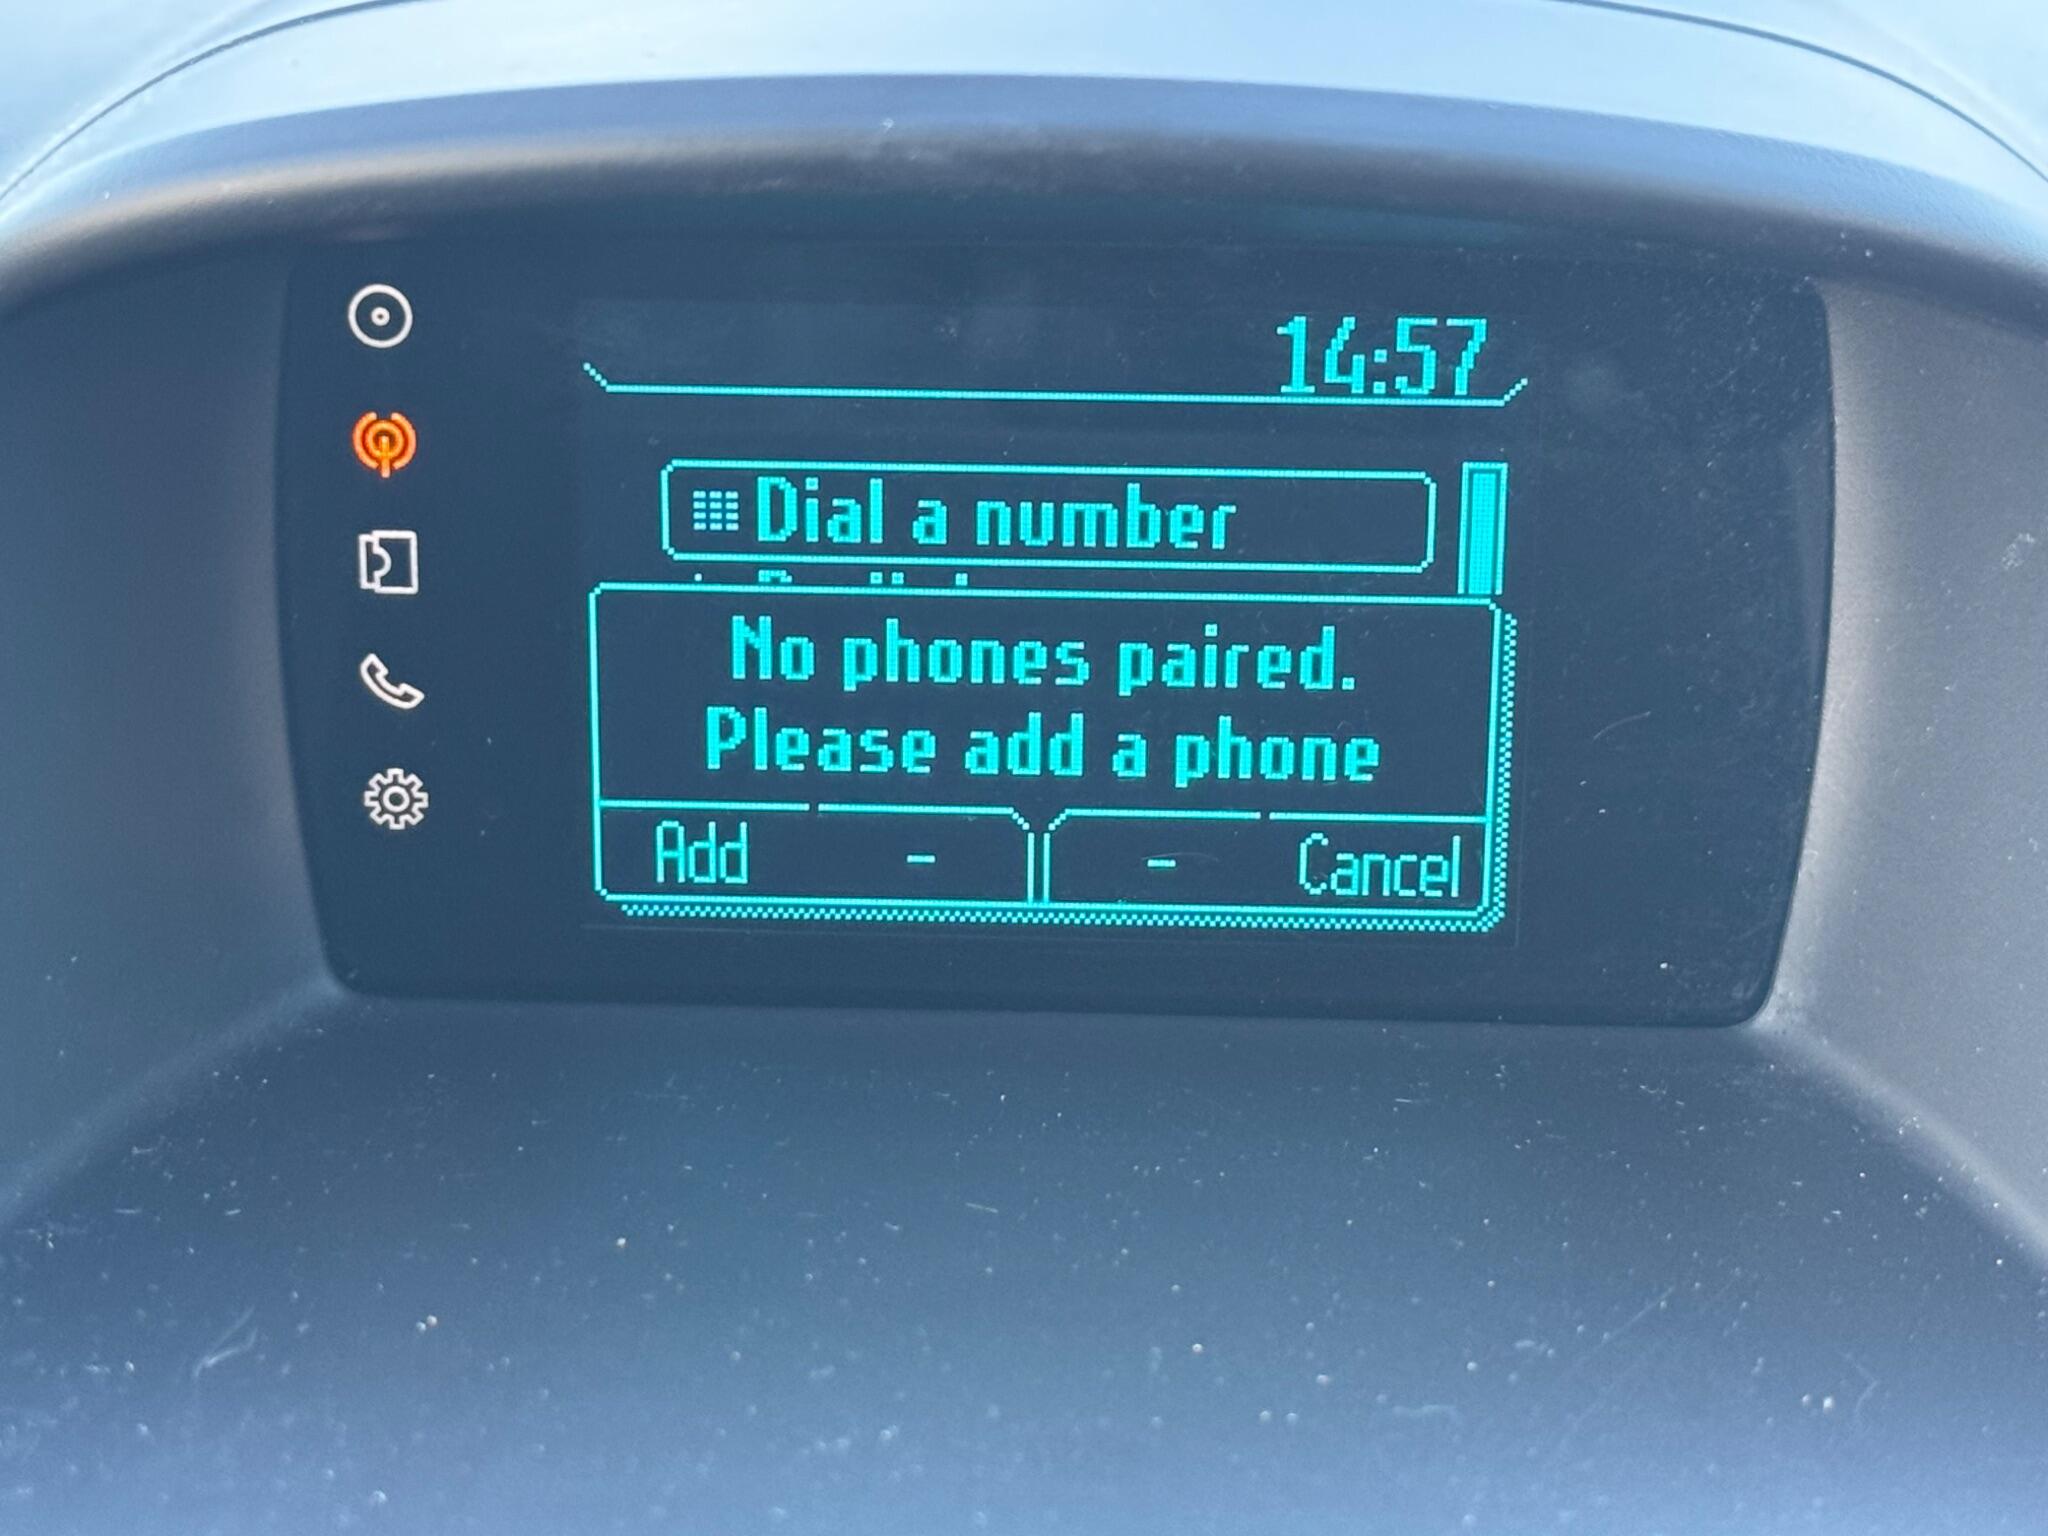 14:57
Dial a number
No phones paired.
Please add a phone
Add - - Cancel